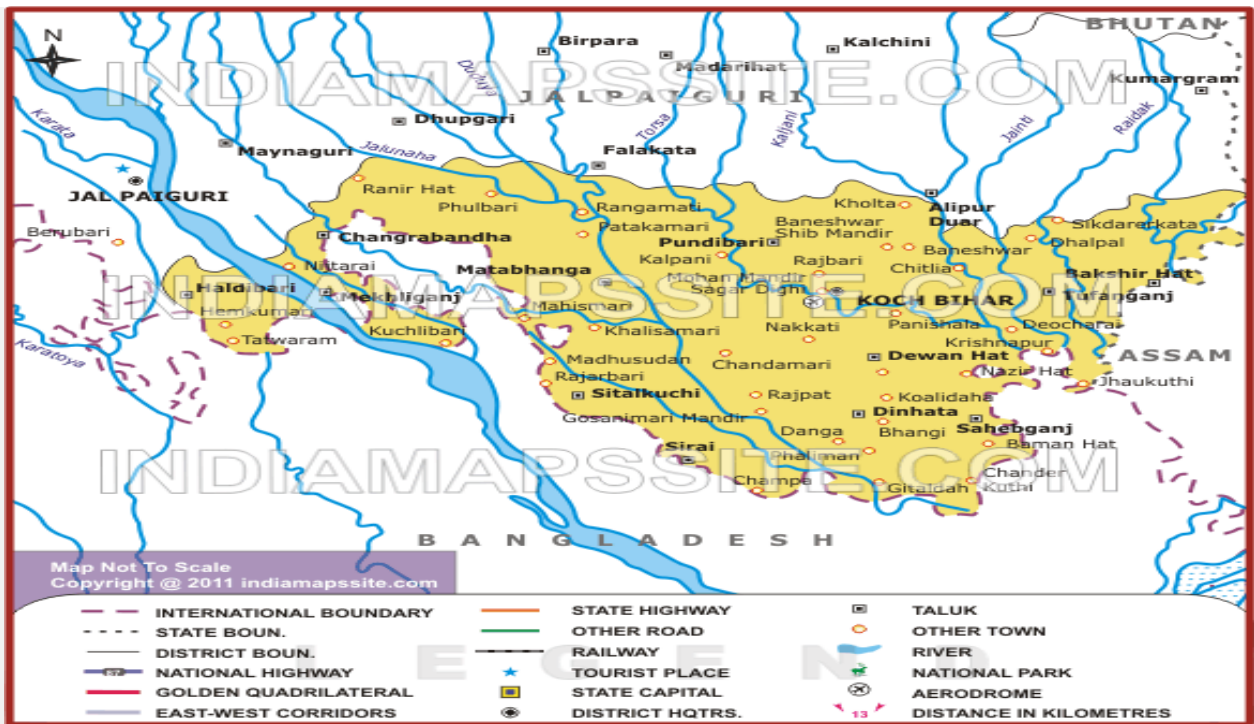 N
BHUTAN
Birpara
Kalchini
Madarihat
INDIAMAPSSITE.COM
Kumargram
Duduya
JALPAIGURI
Karata
Dhupgari
Torsa
Kaljani
Jainti
Raidak
Maynaguri
Jalunaha
Falakata
JAL PAIGURI
Ranir Hat
Phulbari
Rangamati
Kholta
Alipur
Duar
Berubari
Changrabandha
Patakamari
Baneshwar
Shib Mandir
Sikdarerkata
Pundibari
Dhalpal
Kalpani
Baneshwar
Nijtarai
Matabhanga
Rajbari
Chitlia
Mohan Mandir
Bakshir Hat
INDIAMAPSSITE.COM
Haldibari
Mekhliganj
Sagar Dighi
KOCH BIHAR
Tufanganj
Hemkumari
Mahismari
Kuchlibari
Khalisamari
Nakkati
Panishala
Deocharai
Tatwaram
Krishnapur
Karatoya
Madhusudan
Chandamari
Dewan Hat
ASSAM
Rajarbari
Nazir Hat
Jhaukuthi
Sitalkuchi
Rajpat
Koalidaha
Gosanimari Mandir
Dinhata
Danga
Bhangi
Sahebganj
Sirai
Phaliman
Baman Hat
INDIAMAPSSITE.COM
Champa
Gitaldah
Chander
Kuthi
BANGLADESH
Map Not To Scale
Copyright @ 2011 indiamapssite.com
LEGEND
INTERNATIONAL BOUNDARY
STATE HIGHWAY
TALUK
STATE BOUN.
OTHER ROAD
OTHER TOWN
DISTRICT BOUN.
RAILWAY
RIVER
67
NATIONAL HIGHWAY
TOURIST PLACE
NATIONAL PARK
GOLDEN QUADRILATERAL
STATE CAPITAL
AERODROME
EAST-WEST CORRIDORS
DISTRICT HQTRS.
13
DISTANCE IN KILOMETRES